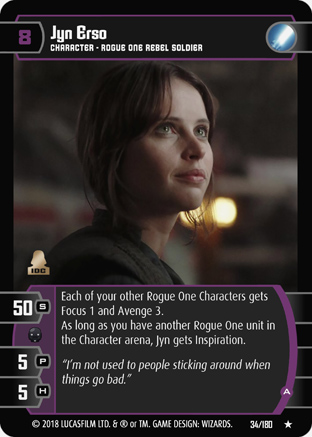 8
Jyn Erso
CHARACTER - ROGUE ONE REBEL SOLDIER
IDC
50 S
5 P
5 H
Each of your other Rogue One Characters gets
Focus 1 and Avenge 3.
As long as you have another Rogue One unit in
the Character arena, Jyn gets Inspiration.
“I’m not used to people sticking around when
things go bad.”
A
© 2018 LUCASFILM LTD. & ® or TM. GAME DESIGN: WIZARDS.
34/180